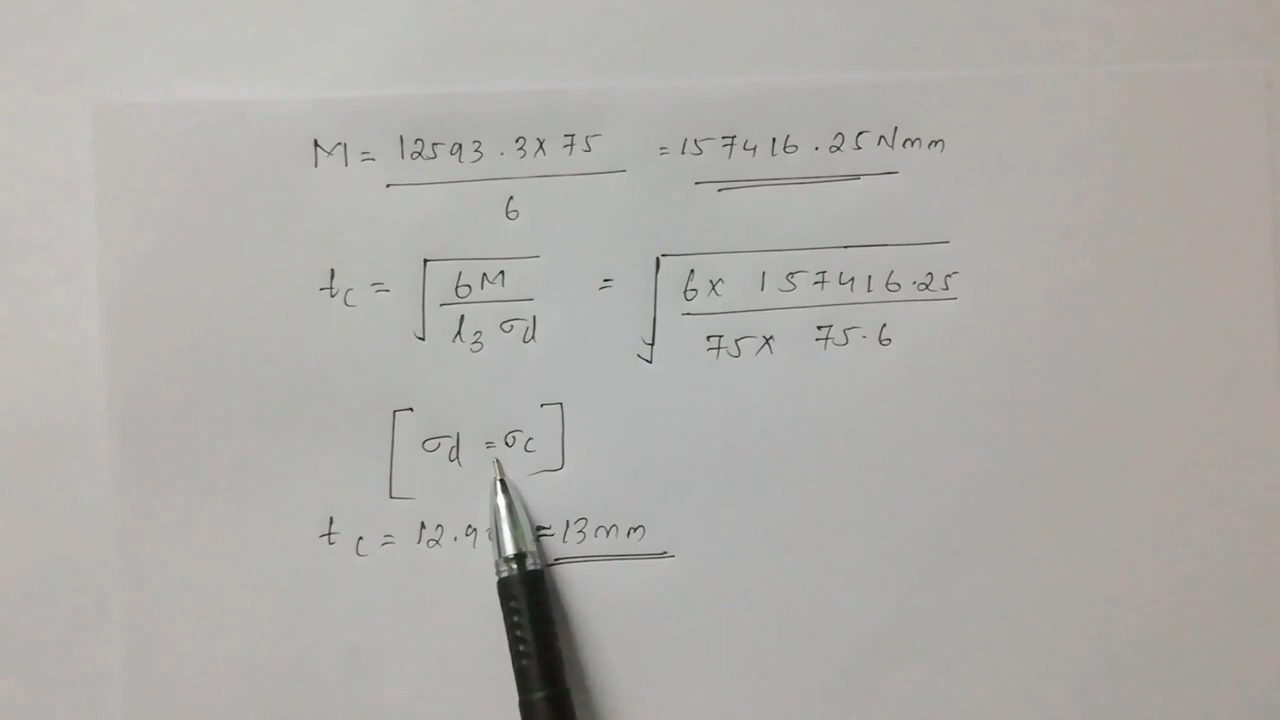 M = 12593.3 x 75 / 6 = 157416.25 Nmm
tc = √(6M / l3 σd) = √(6 x 157416.25 / 75 x 75.6)
[σd = σc]
tc = 12.9 ≈ 13mm